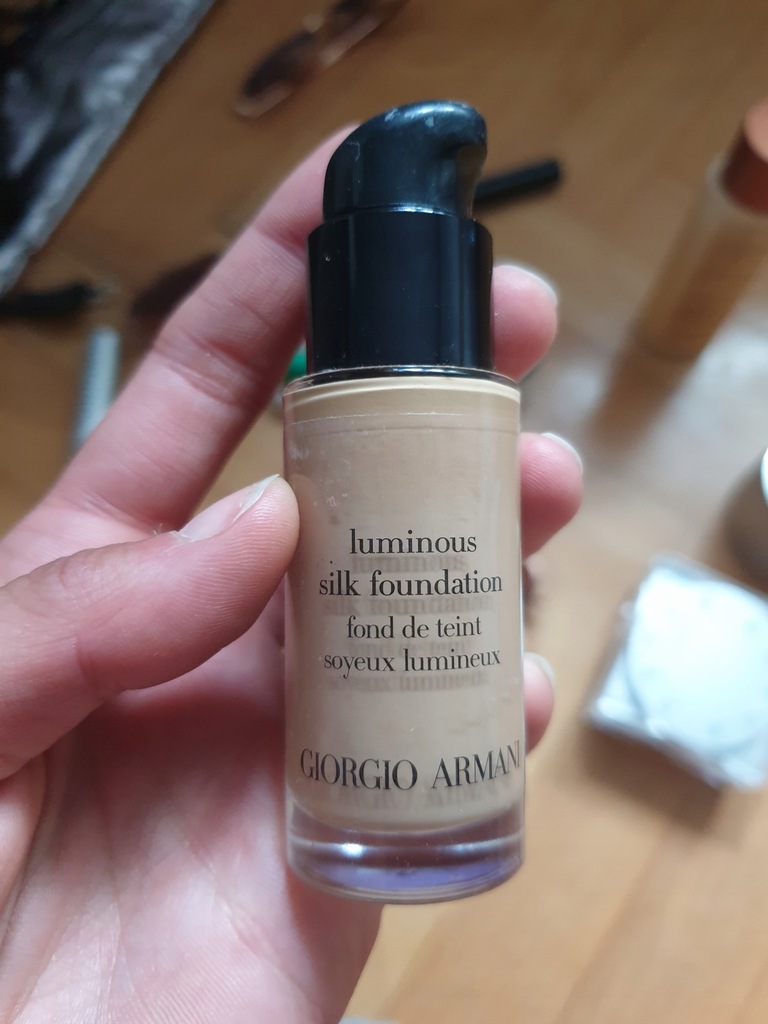 luminous
silk foundation
fond de teint
soyeux lumineux
GIORGIO ARMANI